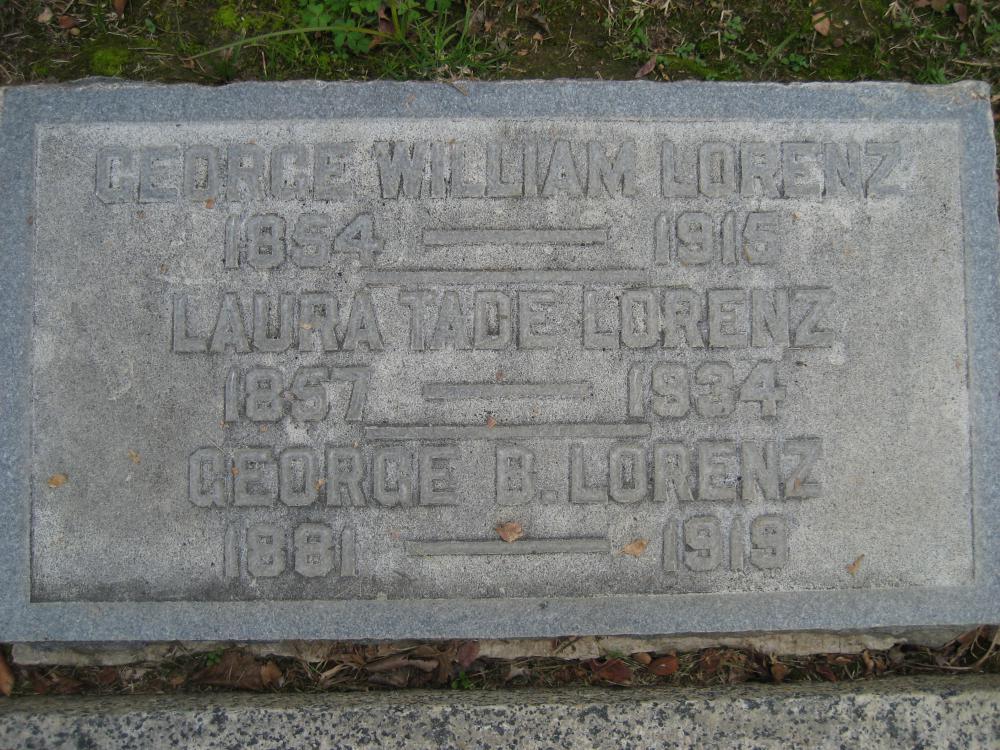 GEORGE WILLIAM LORENZ
1854 — 1915
LAURA TADE LORENZ
1857 — 1934
GEORGE B. LORENZ
1881 — 1919